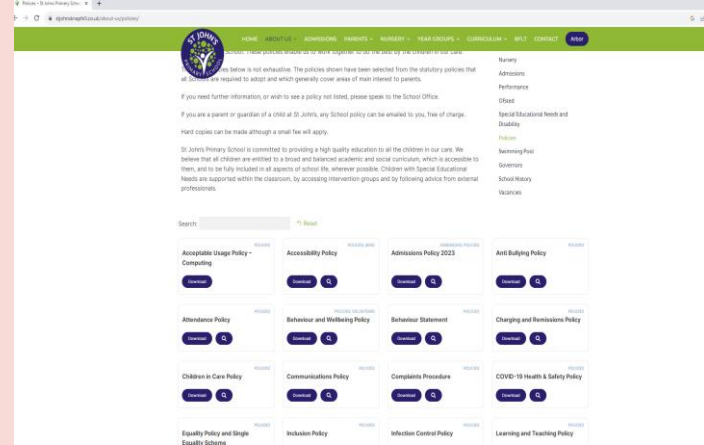 Policies - St Johns Primary Scho
stjohnsknaphill.co.uk/about-us/policies/
ST JOHN'S
PRIMARY SCHOOL
HOME ABOUT US ADMISSIONS PARENTS NURSERY YEAR GROUPS CURRICULUM BFLT CONTACT Arbor
School. These policies enable us to work together to do the best by the children in our care.
below is not exhaustive. The policies shown have been selected from the statutory policies that
all Schools are required to adopt and which generally cover areas of main interest to parents.
If you need further information, or wish to see a policy not listed, please speak to the School Office.
If you are a parent or guardian of a child at St John's, any School policy can be emailed to you, free of charge.
Hard copies can be made although a small fee will apply.
St John's Primary School is committed to providing a high quality education to all the children in our care. We
believe that all children are entitled to a broad and balanced academic and social curriculum, which is accessible to
them, and to be fully included in all aspects of school life, wherever possible. Children with Special Educational
Needs are supported within the classroom, by accessing intervention groups and by following advice from external
professionals.
Nursery
Admissions
Performance
Ofsted
Special Educational Needs and
Disability
Policies
Swimming Pool
Governors
School History
Vacancies
Search:
Reset
POLICIES
Acceptable Usage Policy -
Computing
Download
POLICIES, SEND
Accessibility Policy
Download
ADMISSIONS, POLICIES
Admissions Policy 2023
Download
POLICIES
Anti Bullying Policy
Download
POLICIES
Attendance Policy
Download
POLICIES
Behaviour and Wellbeing Policy
Download
POLICIES
Behaviour Statement
Download
POLICIES
Charging and Remissions Policy
Download
POLICIES
Children in Care Policy
Download
POLICIES
Communications Policy
Download
POLICIES
Complaints Procedure
Download
POLICIES
COVID-19 Health & Safety Policy
Download
POLICIES
Equality Policy and Single
Equality Scheme
POLICIES
Inclusion Policy
POLICIES
Infection Control Policy
POLICIES
Learning and Teaching Policy